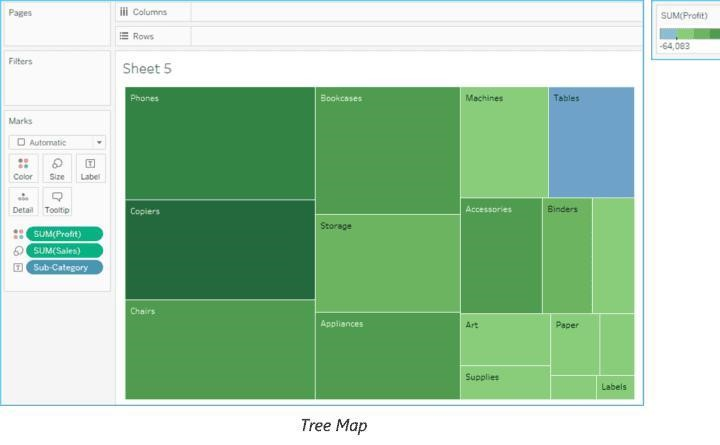 Pages
Columns
Rows
Filters
Marks
Automatic
Color Size Label
Detail Tooltip
SUM(Profit)
SUM(Sales)
Sub-Category
Sheet 5
Phones
Copiers
Chairs
Bookcases
Storage
Appliances
Machines
Tables
Accessories
Binders
Art
Supplies
Paper
Labels
SUM(Profit)
-64,083
Tree Map